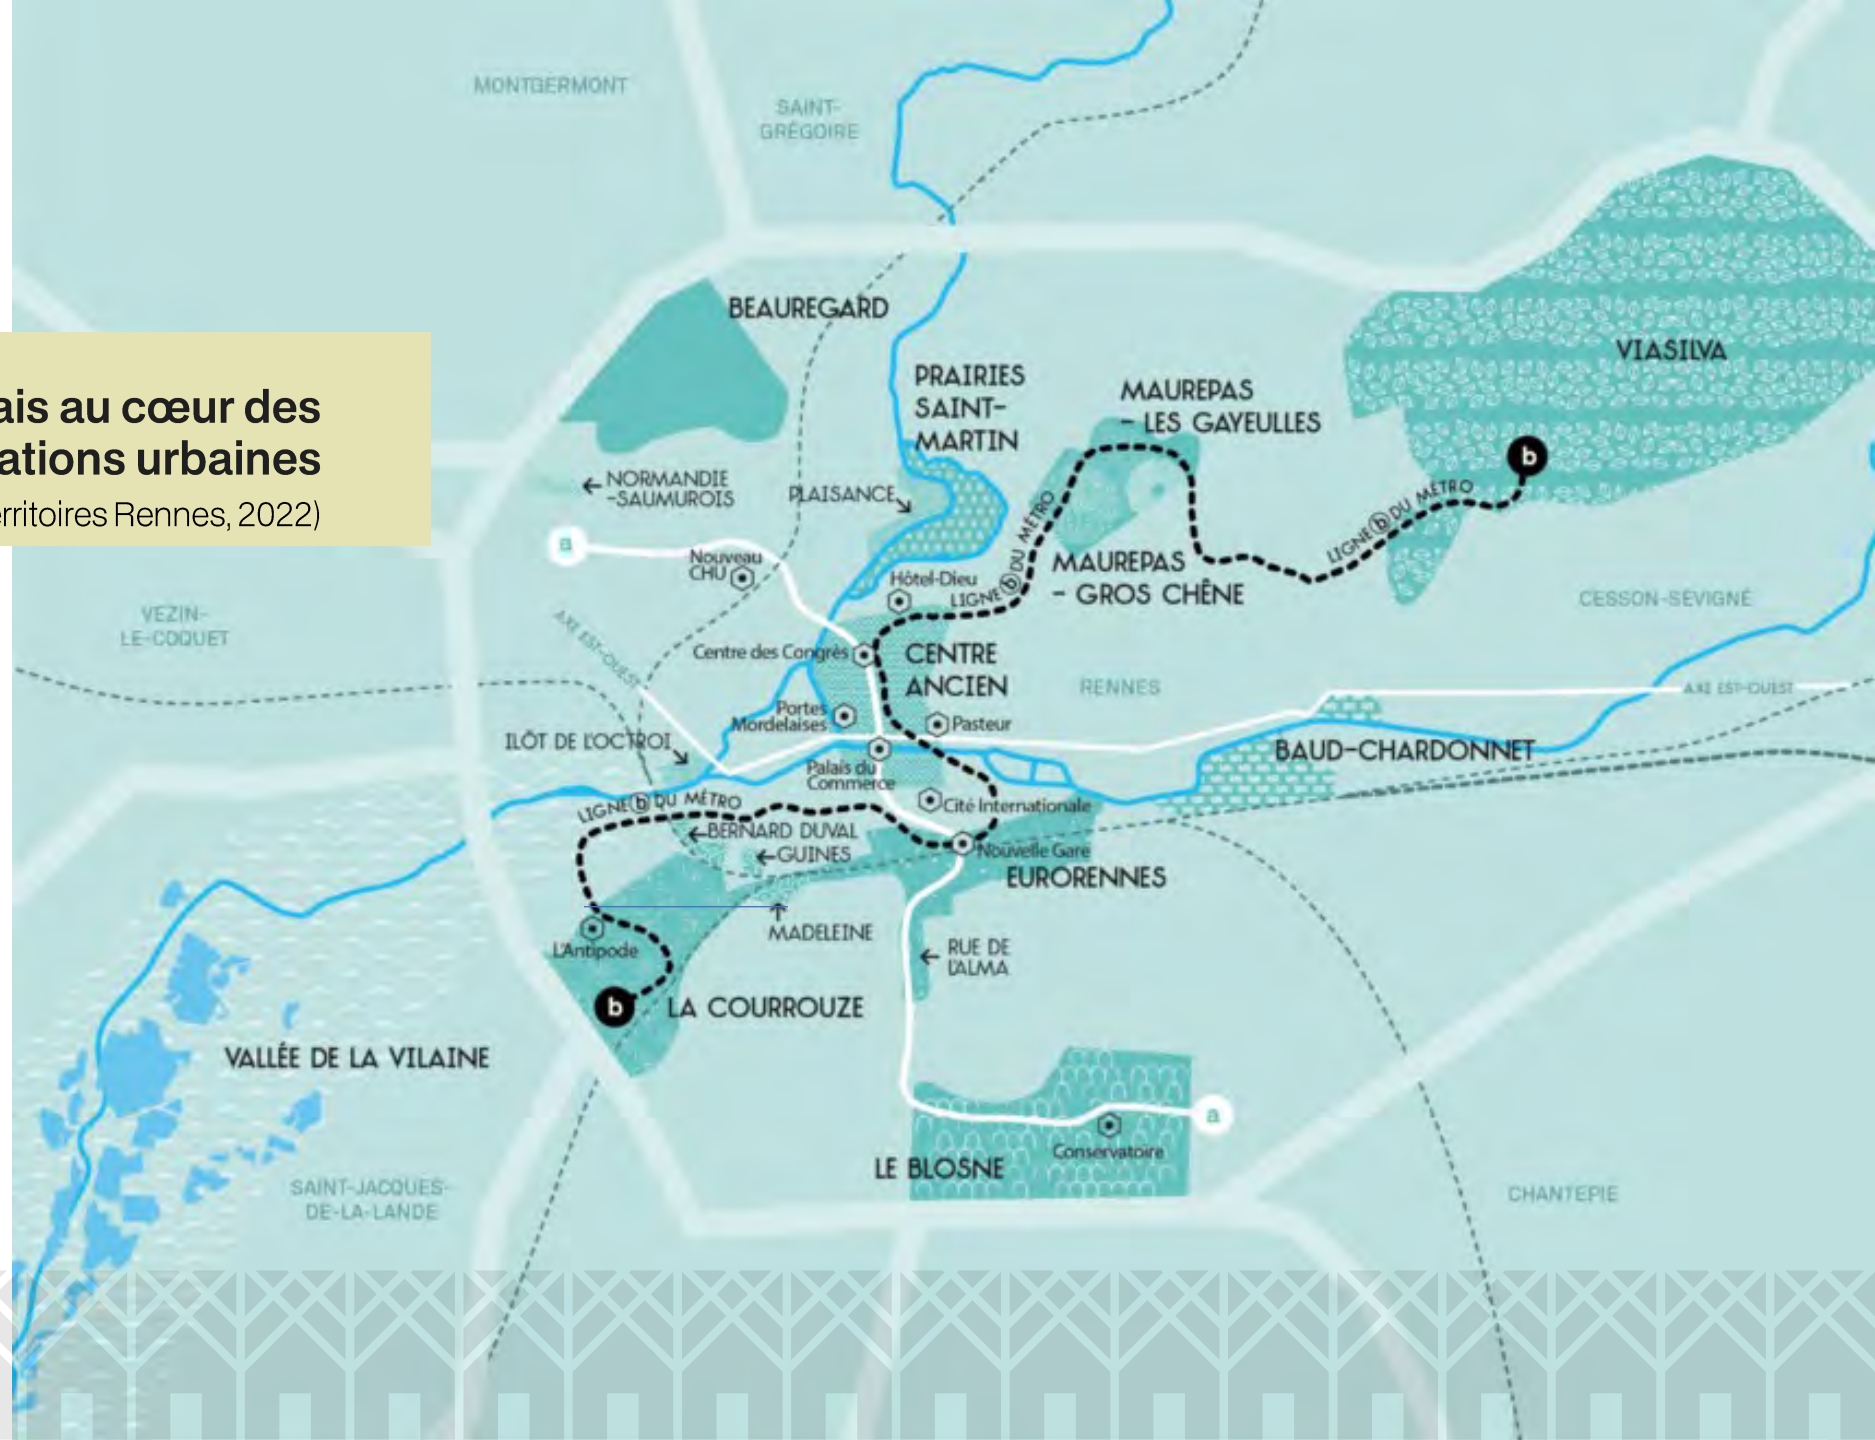 MONTGERMONT
SAINT-
GRÉGOIRE
BEAUREGARD
VIASILVA
PRAIRIES
SAINT-
MARTIN
MAUREPAS
- LES GAYEULLES
au cœur des
urbaines
Rennes, 2022)
b
← NORMANDIE
-SAUMUROIS
PLAISANCE
LIGNE b DU MÉTRO
a
Nouveau
CHU
Hôtel-Dieu
LIGNE b DU MÉTRO
MAUREPAS
- GROS CHÊNE
CESSON-SÉVIGNÉ
VEZIN-
LE-COQUET
AXE EST-OUEST
Centre des Congrès
CENTRE
ANCIEN
RENNES
AXE EST-OUEST
Portes
Mordelaises
Pasteur
ILÔT DE L'OCTROI
BAUD-CHARDONNET
Palais du
Commerce
LIGNE b DU MÉTRO
Cité Internationale
← BERNARD DUVAL
← GUINES
Nouvelle Gare
EURORENNES
MADELEINE
L'Antipode
← RUE DE
L'ALMA
b
LA COURROUZE
VALLÉE DE LA VILAINE
a
Conservatoire
LE BLOSNE
SAINT-JACQUES-
DE-LA-LANDE
CHANTEPIE